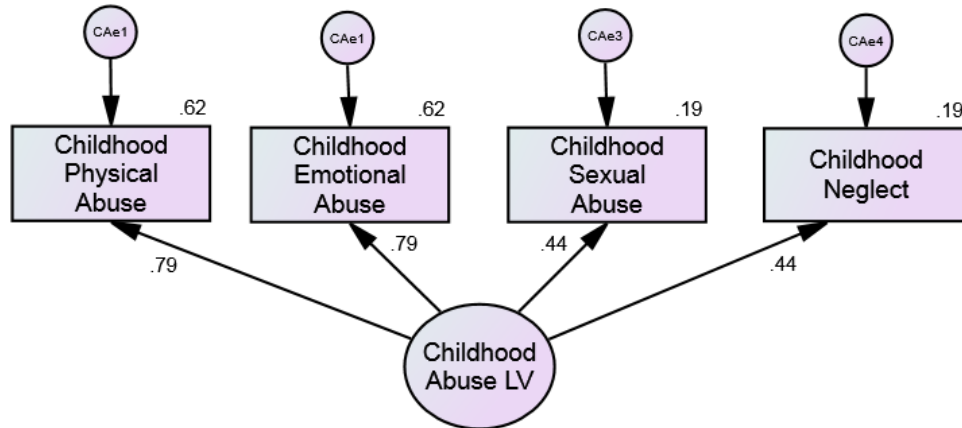 CAe1
CAe1
CAe3
CAe4
.62
.62
.19
.19
Childhood
Physical
Abuse
Childhood
Emotional
Abuse
Childhood
Sexual
Abuse
Childhood
Neglect
.79
.79
.44
.44
Childhood
Abuse LV